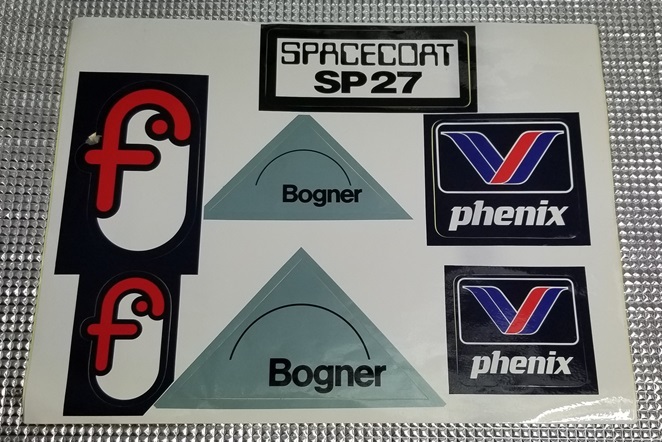 SPACECOAT
SP27
f
Bogner
phenix
f
Bogner
phenix